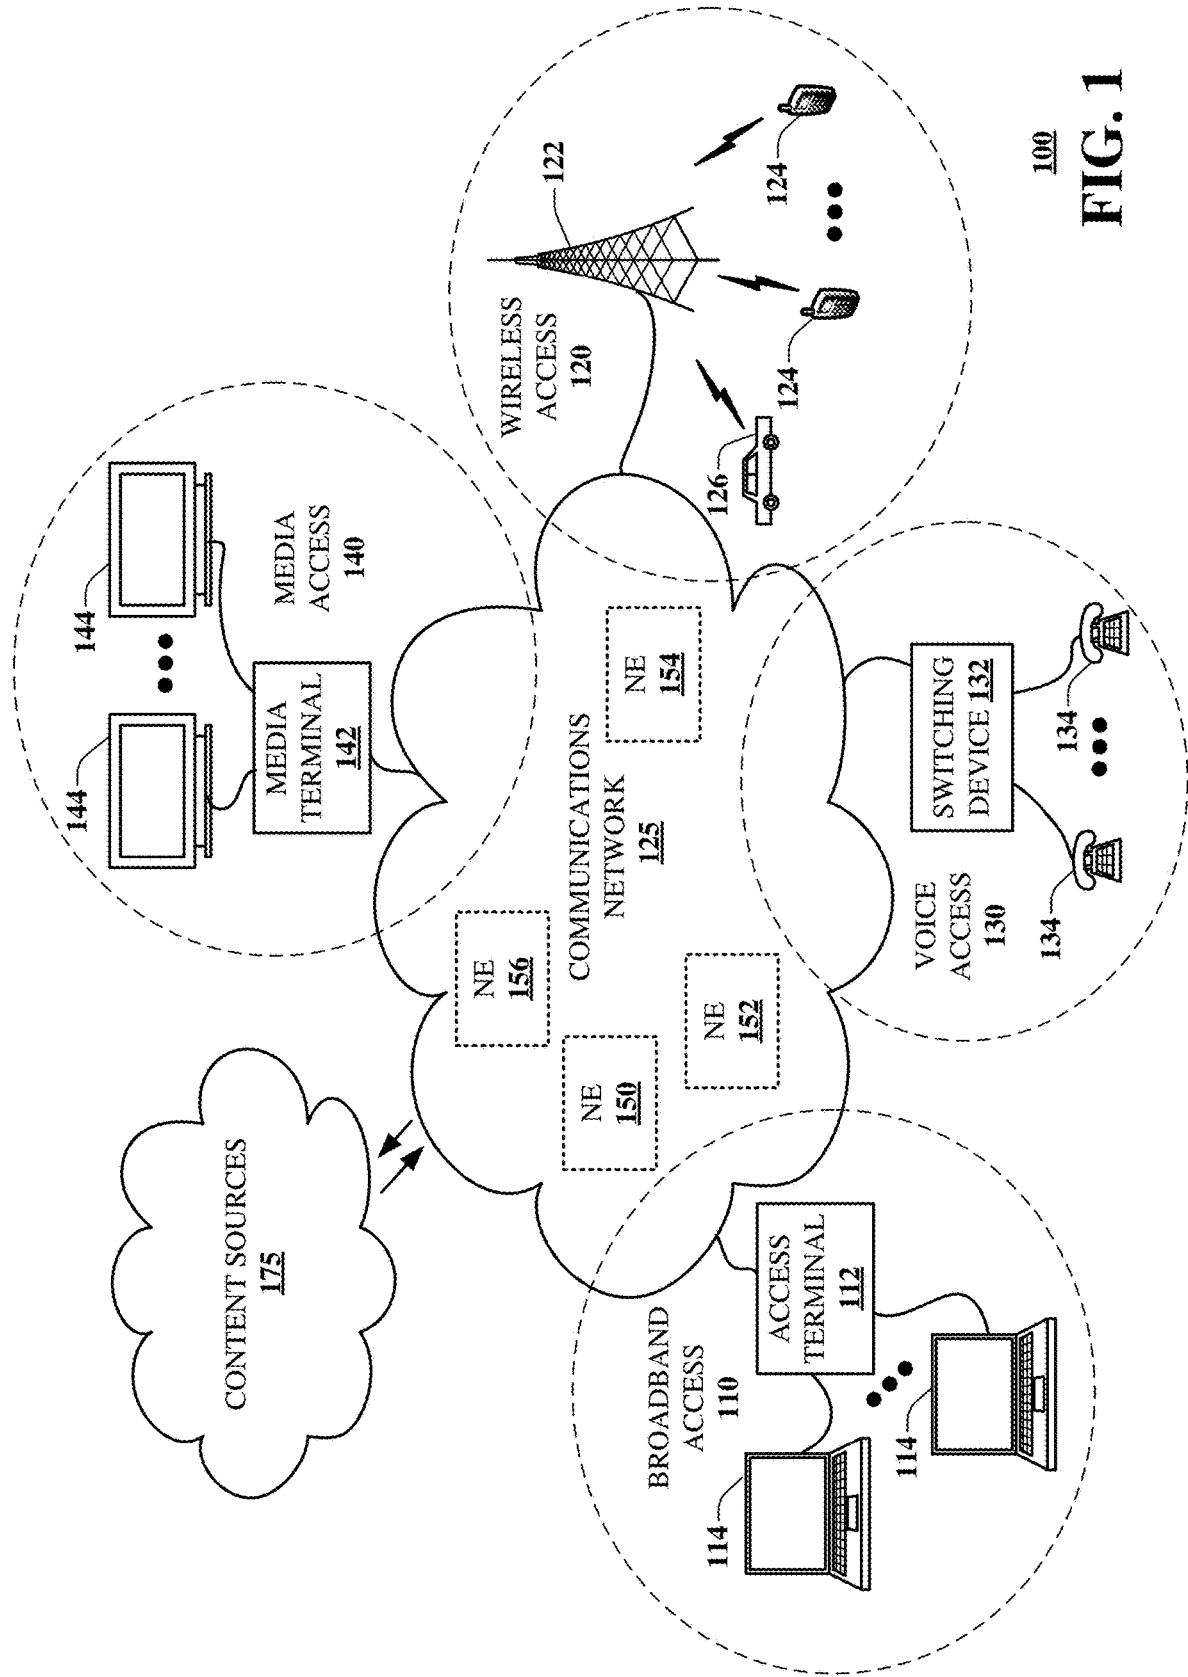 CONTENT SOURCES
175
144
144
MEDIA
TERMINAL
142
MEDIA
ACCESS
140
WIRELESS
ACCESS
120
122
NE
156
COMMUNICATIONS
NETWORK
125
NE
154
NE
150
NE
152
BROADBAND
ACCESS
110
ACCESS
TERMINAL
112
114
114
VOICE
ACCESS
130
SWITCHING
DEVICE 132
134
134
126
124
124
100
FIG. 1